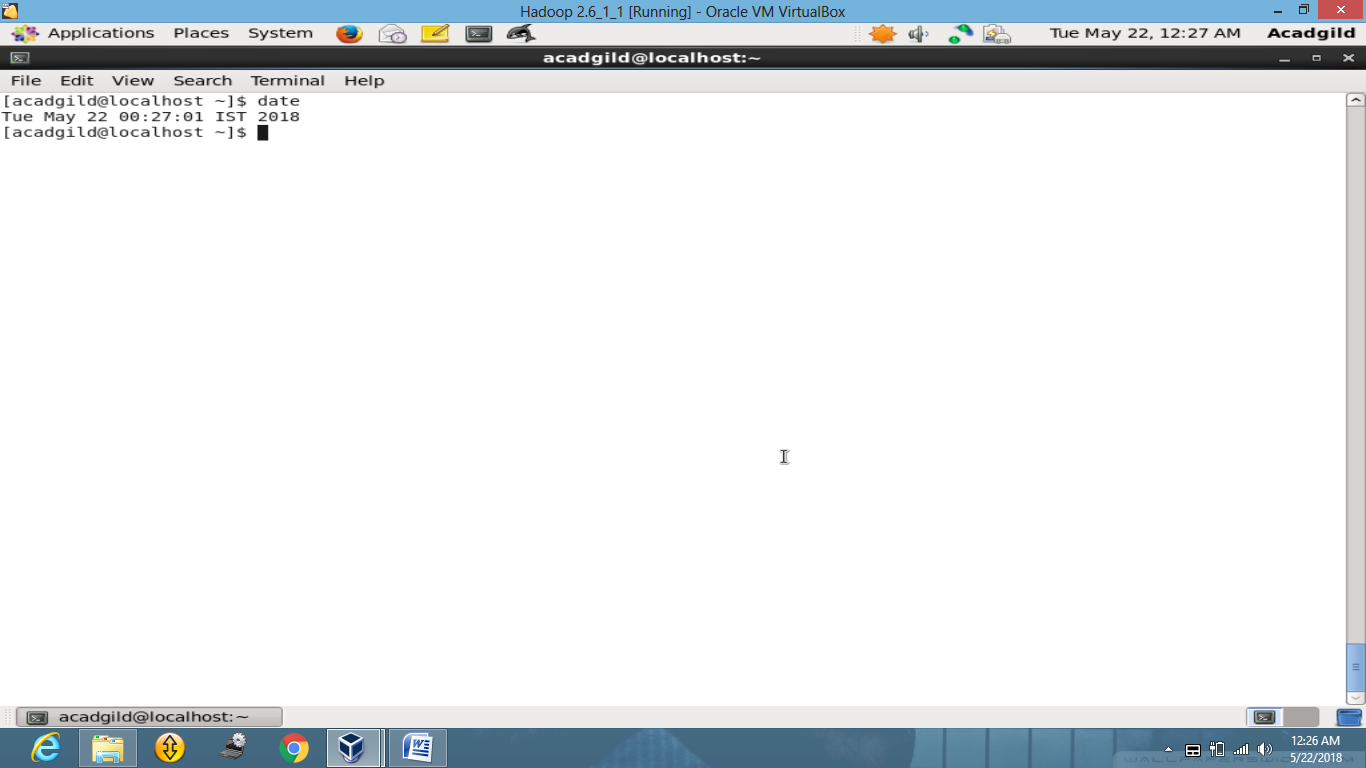 Hadoop 2.6_1_1 [Running] - Oracle VM VirtualBox
Applications Places System Tue May 22, 12:27 AM Acadgild
acadgild@localhost:~
File Edit View Search Terminal Help
[acadgild@localhost ~]$ date
Tue May 22 00:27:01 IST 2018
[acadgild@localhost ~]$
acadgild@localhost:~
12:26 AM
5/22/2018